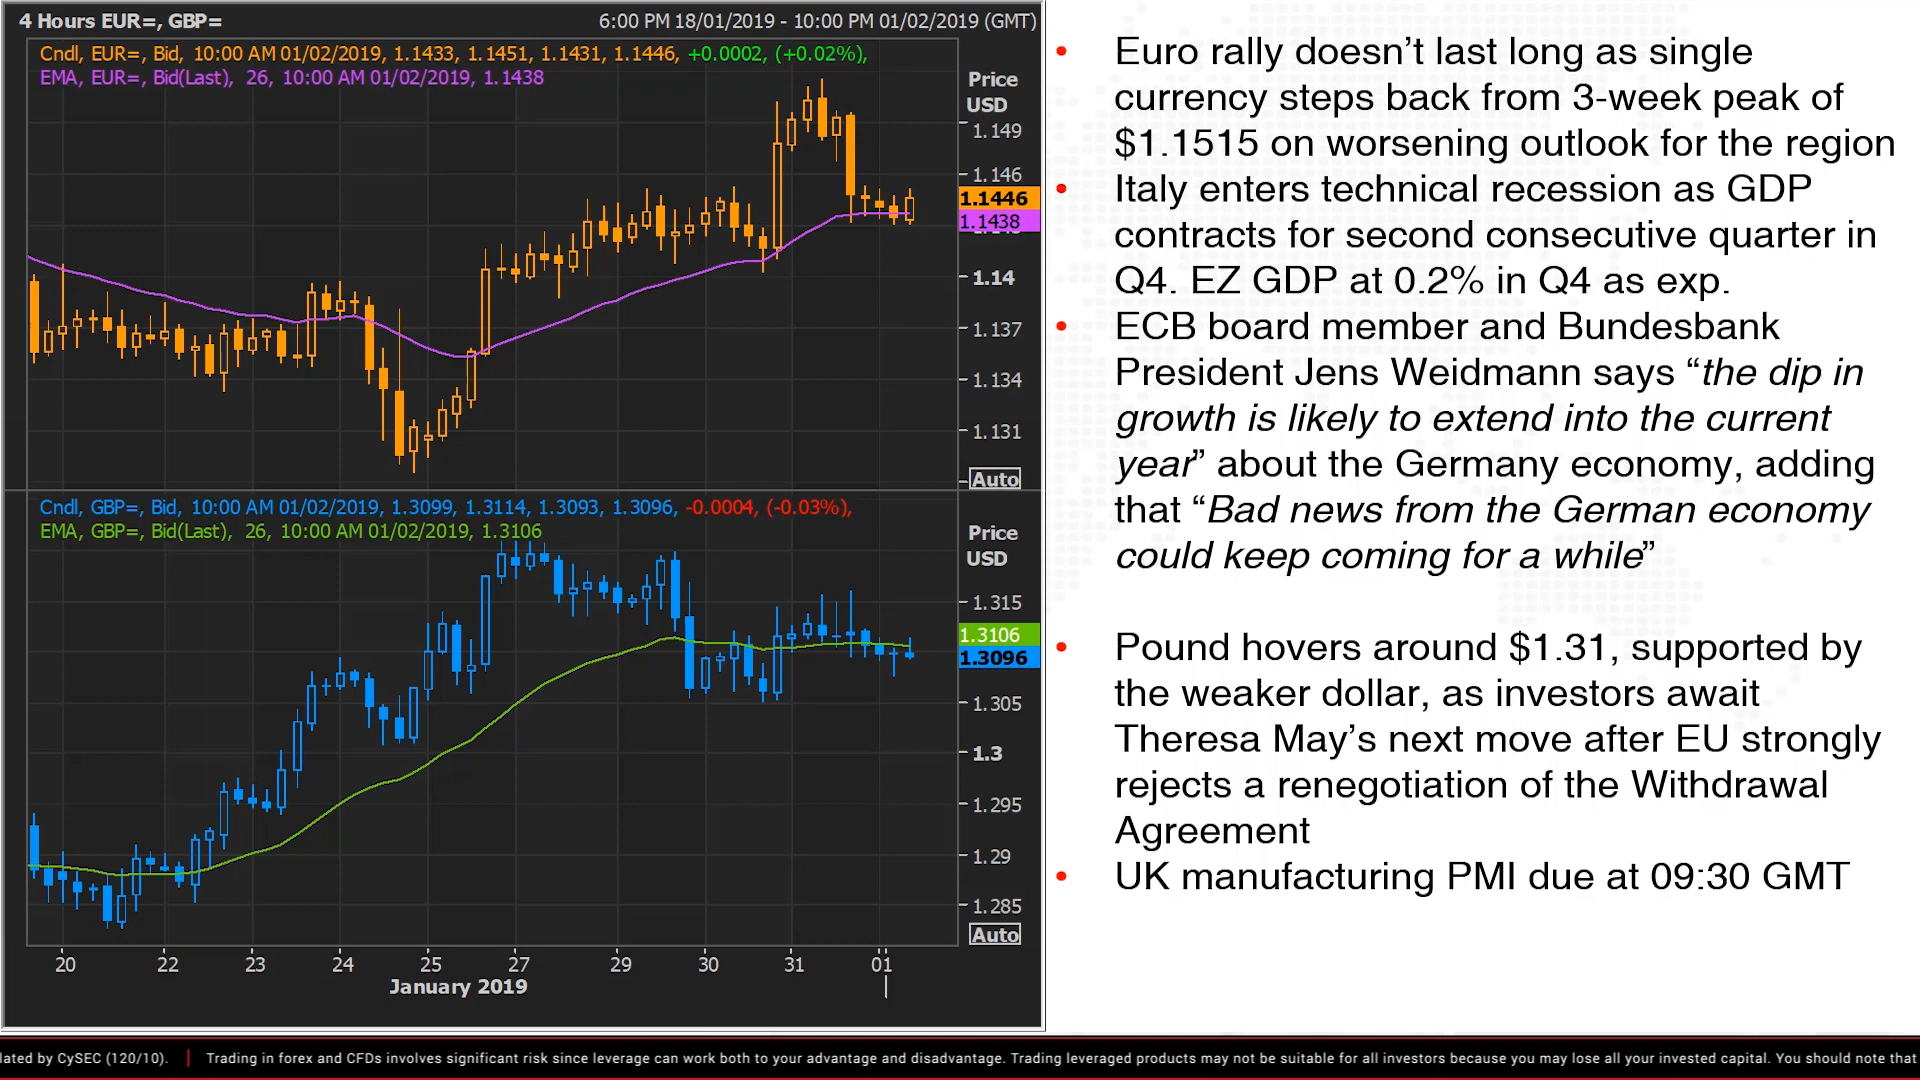 4 Hours EUR=, GBP=
6:00 PM 18/01/2019 - 10:00 PM 01/02/2019 (GMT)
Cndl, EUR=, Bid, 10:00 AM 01/02/2019, 1.1433, 1.1451, 1.1431, 1.1446, +0.0002, (+0.02%),
EMA, EUR=, Bid(Last), 26, 10:00 AM 01/02/2019, 1.1438
Price
USD
1.149
1.146
1.1446
1.1438
1.14
1.137
1.134
1.131
Auto
Cndl, GBP=, Bid, 10:00 AM 01/02/2019, 1.3099, 1.3114, 1.3093, 1.3096, -0.0004, (-0.03%),
EMA, GBP=, Bid(Last), 26, 10:00 AM 01/02/2019, 1.3106
Price
USD
1.315
1.3106
1.3096
1.305
1.3
1.295
1.29
1.285
Auto
20 22 23 24 25 27 29 30 31 01
January 2019
• Euro rally doesn’t last long as single
currency steps back from 3-week peak of
$1.1515 on worsening outlook for the region
• Italy enters technical recession as GDP
contracts for second consecutive quarter in
Q4. EZ GDP at 0.2% in Q4 as exp.
• ECB board member and Bundesbank
President Jens Weidmann says “the dip in
growth is likely to extend into the current
year” about the Germany economy, adding
that “Bad news from the German economy
could keep coming for a while”
• Pound hovers around $1.31, supported by
the weaker dollar, as investors await
Theresa May’s next move after EU strongly
rejects a renegotiation of the Withdrawal
Agreement
• UK manufacturing PMI due at 09:30 GMT
lated by CySEC (120/10). | Trading in forex and CFDs involves significant risk since leverage can work both to your advantage and disadvantage. Trading leveraged products may not be suitable for all investors because you may lose all your invested capital. You should note that